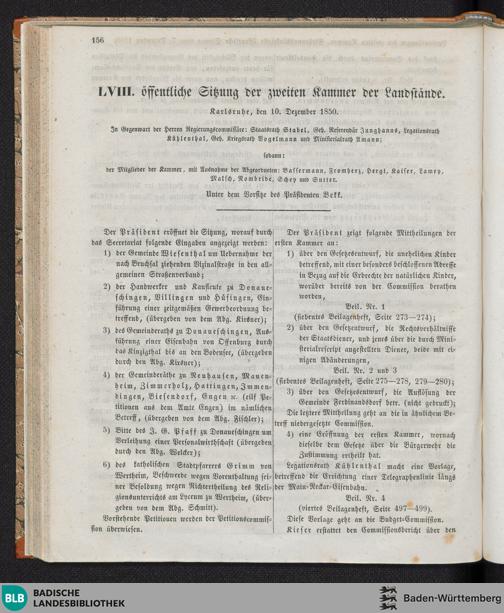 156
LVIII. öffentliche Sitzung der zweiten Kammer der Landstände.
Karlsruhe, den 10. Dezember 1850.
In Gegenwart der Herren Regierungscommissäre: Staatsrath Stabel, Geh. Referendär Junghanns, Legationsrath
Kühlenthal, Geh. Kriegsrath Vogelmann und Ministerialrath Amann;
sodann:
der Mitglieder der Kammer, mit Ausnahme der Abgeordneten: Bassermann, Fromherz, Hergt, Kaiser, Lamey,
Malsch, Rombride, Schey und Sutter.
Unter dem Vorsitze des Präsidenten Bekk.
Der Präsident eröffnet die Sitzung, worauf durch
das Secretariat folgende Eingaben angezeigt werden:
1) der Gemeinde Wiesenthal um Uebernahme der
nach Bruchsal ziehenden Vizinalstraße in den all-
gemeinen Straßenverband;
2) der Handwerker und Kaufleute zu Donaue-
schingen, Villingen und Hüfingen, Ein-
führung einer zeitgemäßen Gewerbeordnung be-
treffend, (übergeben von dem Abg. Kirsner);
3) des Gemeinderaths zu Donaueschingen, Aus-
führung einer Eisenbahn von Offenburg durch
das Kinzigthal bis an den Bodensee, (übergeben
durch den Abg. Kirsner);
4) der Gemeinderäthe zu Neuhausen, Mauen-
heim, Zimmerholz, Hattingen, Immen-
dingen, Biesendorf, Engen ꝛc. (eilf Pe-
titionen aus dem Amte Engen) im nämlichen
Betreff, (übergeben von dem Abg. Fischler);
5) Bitte des J. G. Pfaff zu Donaueschingen um
Verleihung einer Personalwirthschaft (übergeben
durch den Abg. Welcker);
6) des katholischen Stadtpfarrers Grimm von
Wertheim, Beschwerde wegen Vorenthaltung sei-
ner Besoldung wegen Nichtertheilung des Reli-
gionsunterrichts am Lyceum zu Wertheim, (über-
geben von dem Abg. Schmitt).
Vorstehende Petitionen werden der Petitionscommis-
sion überwiesen.
Der Präsident zeigt folgende Mittheilungen der
ersten Kammer an:
1) über den Gesetzesentwurf, die unehelichen Kinder
betreffend, mit einer besonders beschlossenen Adresse
in Bezug auf die Erbrechte der natürlichen Kinder,
worüber bereits von der Commission berathen
worden,
Beil. Nr. 1
(siebentes Beilagenheft, Seite 273—274);
2) über den Gesetzentwurf, die Rechtsverhältnisse
der Staatsdiener, und jenes über die durch Mini-
sterialrescript angestellten Diener, beide mit ei-
nigen Abänderungen,
Beil. Nr. 2 und 3
(siebentes Beilagenheft, Seite 275—278, 279—280);
3) über den Gesetzesentwurf, die Auflösung der
Gemeinde Ferdinandsdorf betr. (nicht gedruckt);
Die letztere Mittheilung geht an die in ähnlichem Be-
treff niedergesetzte Commission.
4) eine Eröffnung der ersten Kammer, wornach
dieselbe dem Gesetze über die Bürgerwehr die
Zustimmung ertheilt hat.
Legationsrath Kühlenthal macht eine Vorlage,
betreffend die Errichtung einer Telegraphenlinie längs
der Main-Neckar-Eisenbahn.
Beil. Nr. 4
(viertes Beilagenheft, Seite 497—499).
Diese Vorlage geht an die Budget-Commission.
Kiefer erstattet den Commissionsbericht über den
BLB BADISCHE
LANDESBIBLIOTHEK
Baden-Württemberg